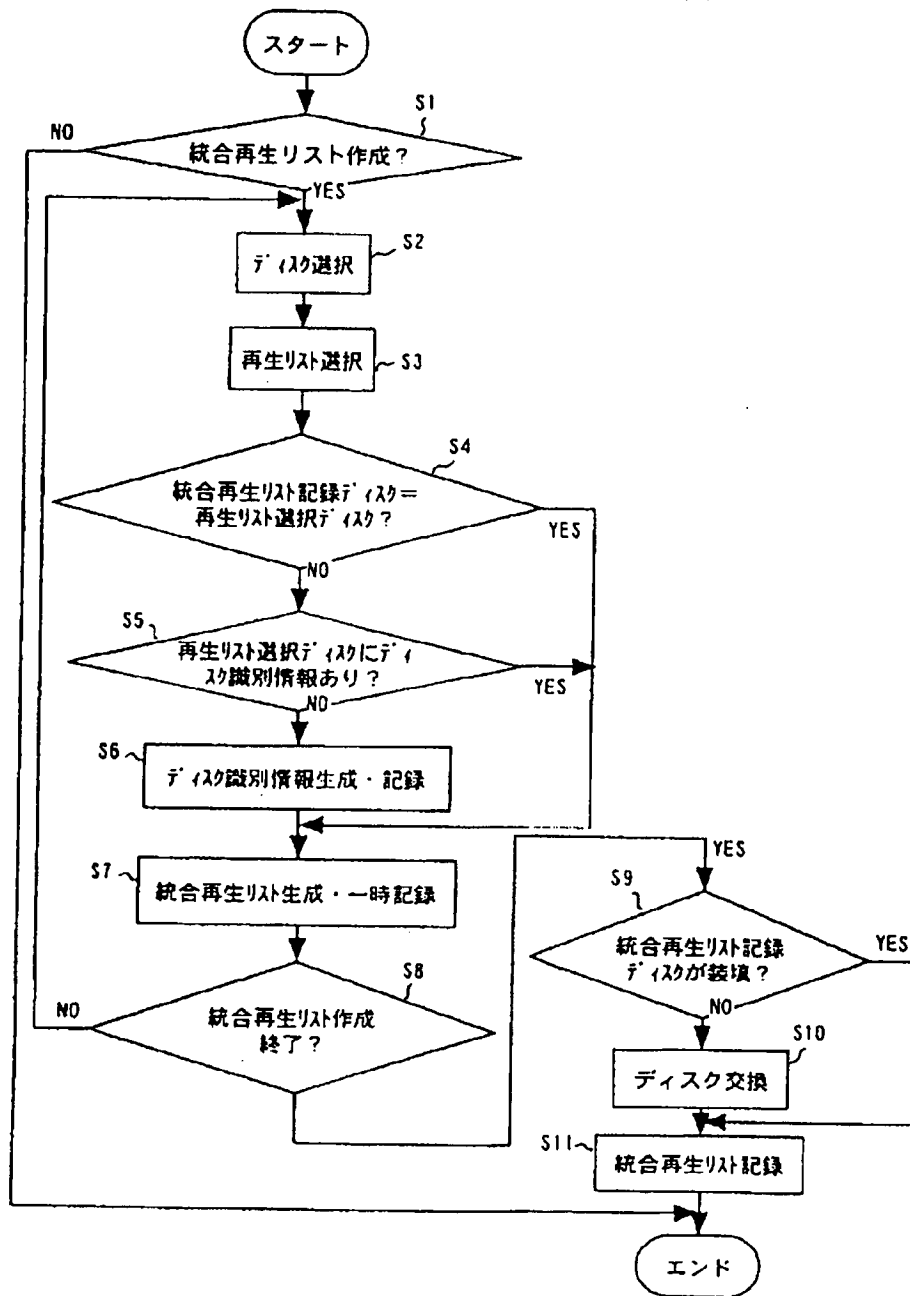 スタート
S1
NO
統合再生リスト作成？
YES
S2
ディスク選択
再生リスト選択
S3
S4
統合再生リスト記録ディスク＝
再生リスト選択ディスク？
YES
NO
S5
再生リスト選択ディスクにディ
スク識別情報あり？
YES
NO
S6
ディスク識別情報生成・記録
YES
S7
統合再生リスト生成・一時記録
S9
統合再生リスト記録
ディスクが装填？
YES
S8
NO
統合再生リスト作成
終了？
NO
S10
ディスク交換
S11
統合再生リスト記録
エンド